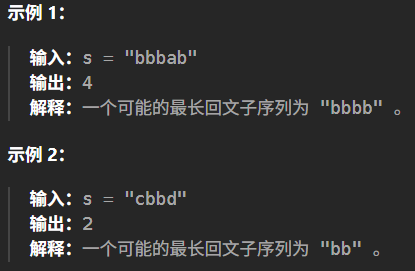 示例 1：
输入：s = "bbbab"
输出：4
解释：一个可能的最长回文子序列为 "bbbb" 。
示例 2：
输入：s = "cbbd"
输出：2
解释：一个可能的最长回文子序列为 "bb" 。